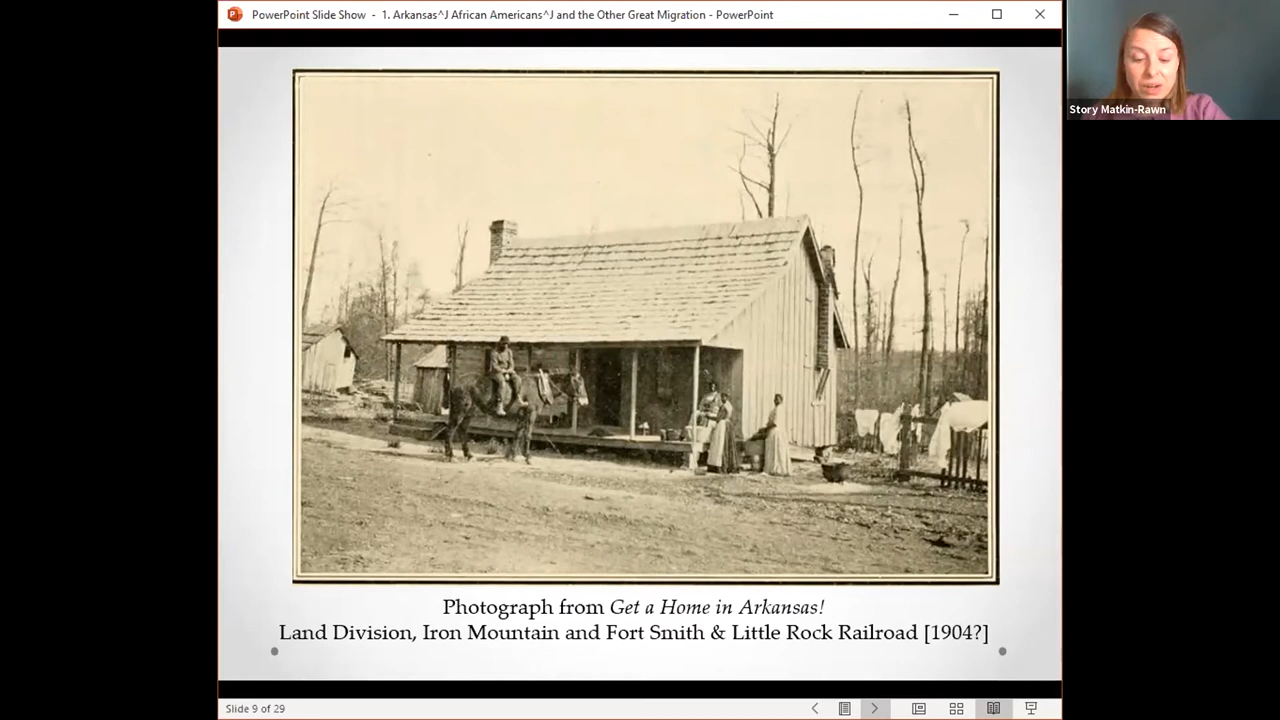 PowerPoint Slide Show - 1. Arkansas^J African Americans^J and the Other Great Migration - PowerPoint
Story Matkin-Rawn
Photograph from Get a Home in Arkansas!
Land Division, Iron Mountain and Fort Smith & Little Rock Railroad [1904?]
Slide 9 of 29